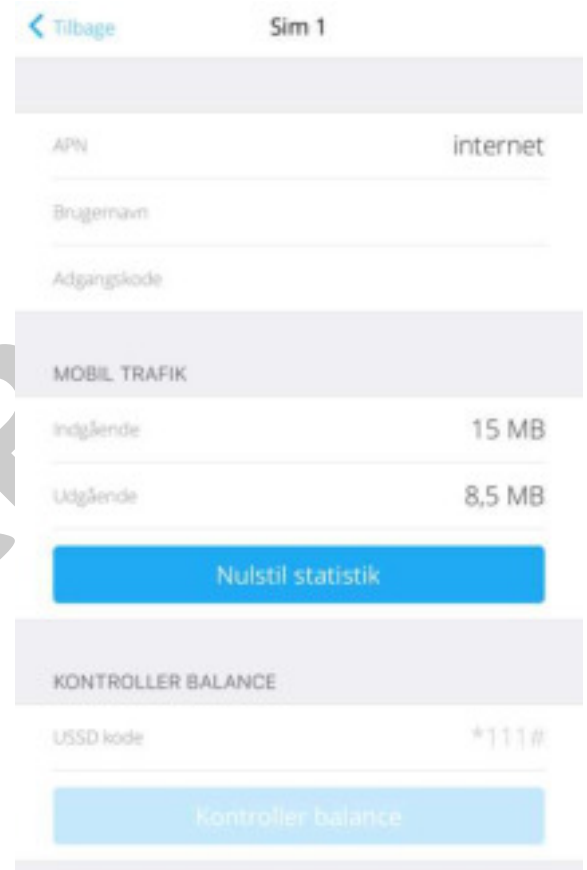 Tilbage Sim 1
APN internet
Brugernavn
Adgangskode
MOBIL TRAFIK
Indgående 15 MB
Udgående 8,5 MB
Nulstil statistik
KONTROLLER BALANCE
USSD kode *111#
Kontroller balance